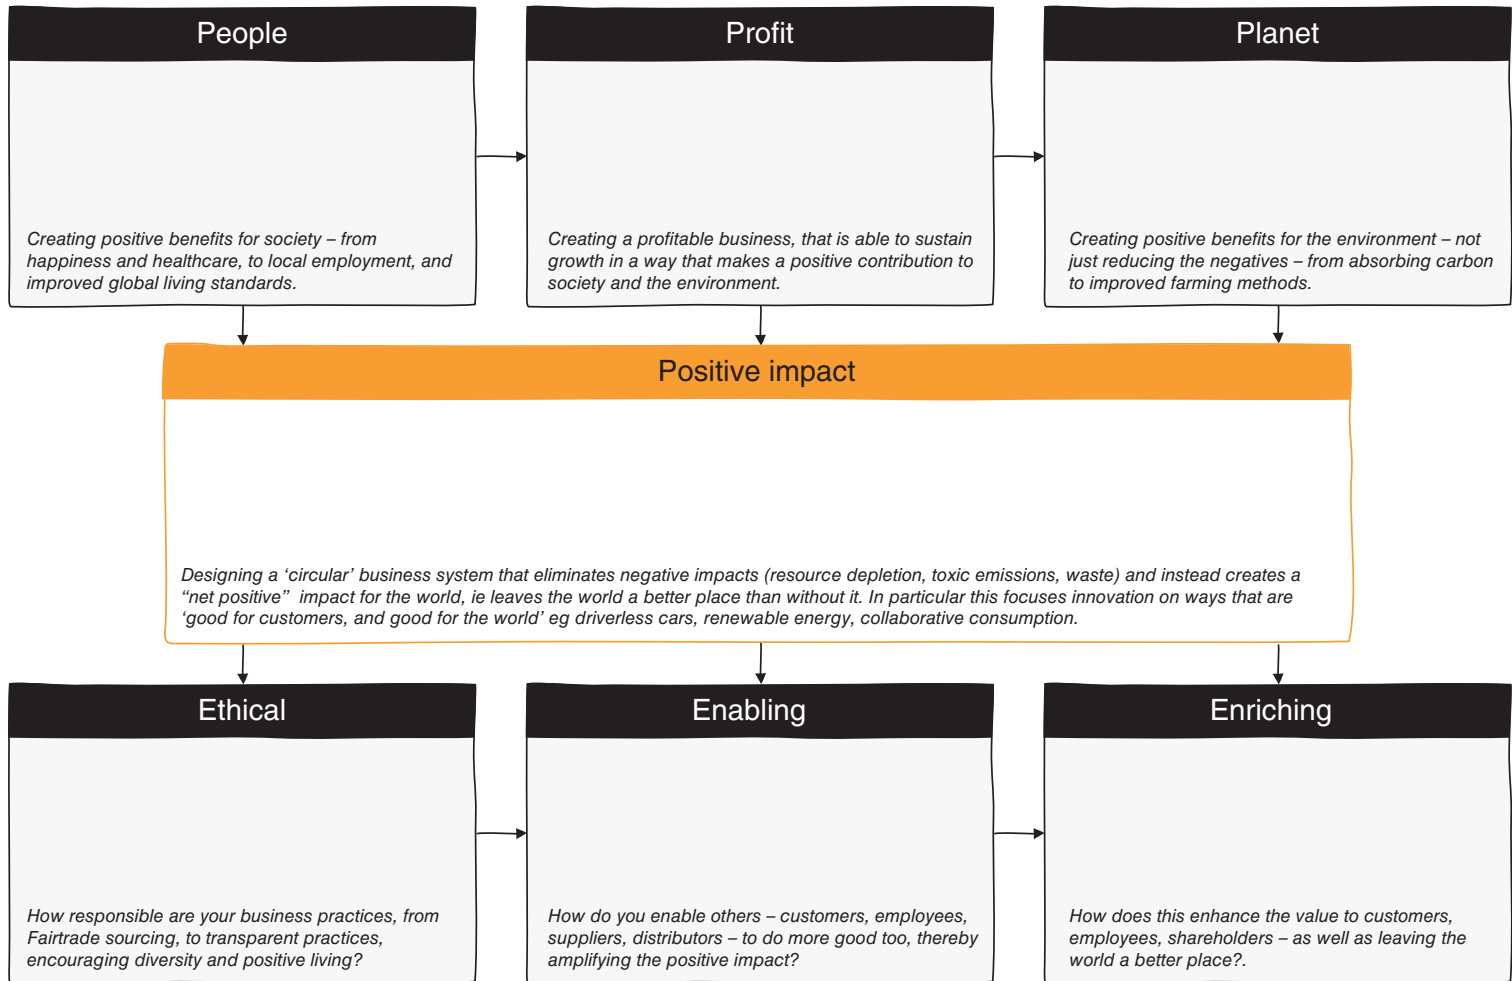 People
Profit
Planet
Creating positive benefits for society – from
happiness and healthcare, to local employment, and
improved global living standards.
Creating a profitable business, that is able to sustain
growth in a way that makes a positive contribution to
society and the environment.
Creating positive benefits for the environment – not
just reducing the negatives – from absorbing carbon
to improved farming methods.
Positive impact
Designing a ‘circular’ business system that eliminates negative impacts (resource depletion, toxic emissions, waste) and instead creates a
“net positive” impact for the world, ie leaves the world a better place than without it. In particular this focuses innovation on ways that are
‘good for customers, and good for the world’ eg driverless cars, renewable energy, collaborative consumption.
Ethical
Enabling
Enriching
How responsible are your business practices, from
Fairtrade sourcing, to transparent practices,
encouraging diversity and positive living?
How do you enable others – customers, employees,
suppliers, distributors – to do more good too, thereby
amplifying the positive impact?
How does this enhance the value to customers,
employees, shareholders – as well as leaving the
world a better place?.